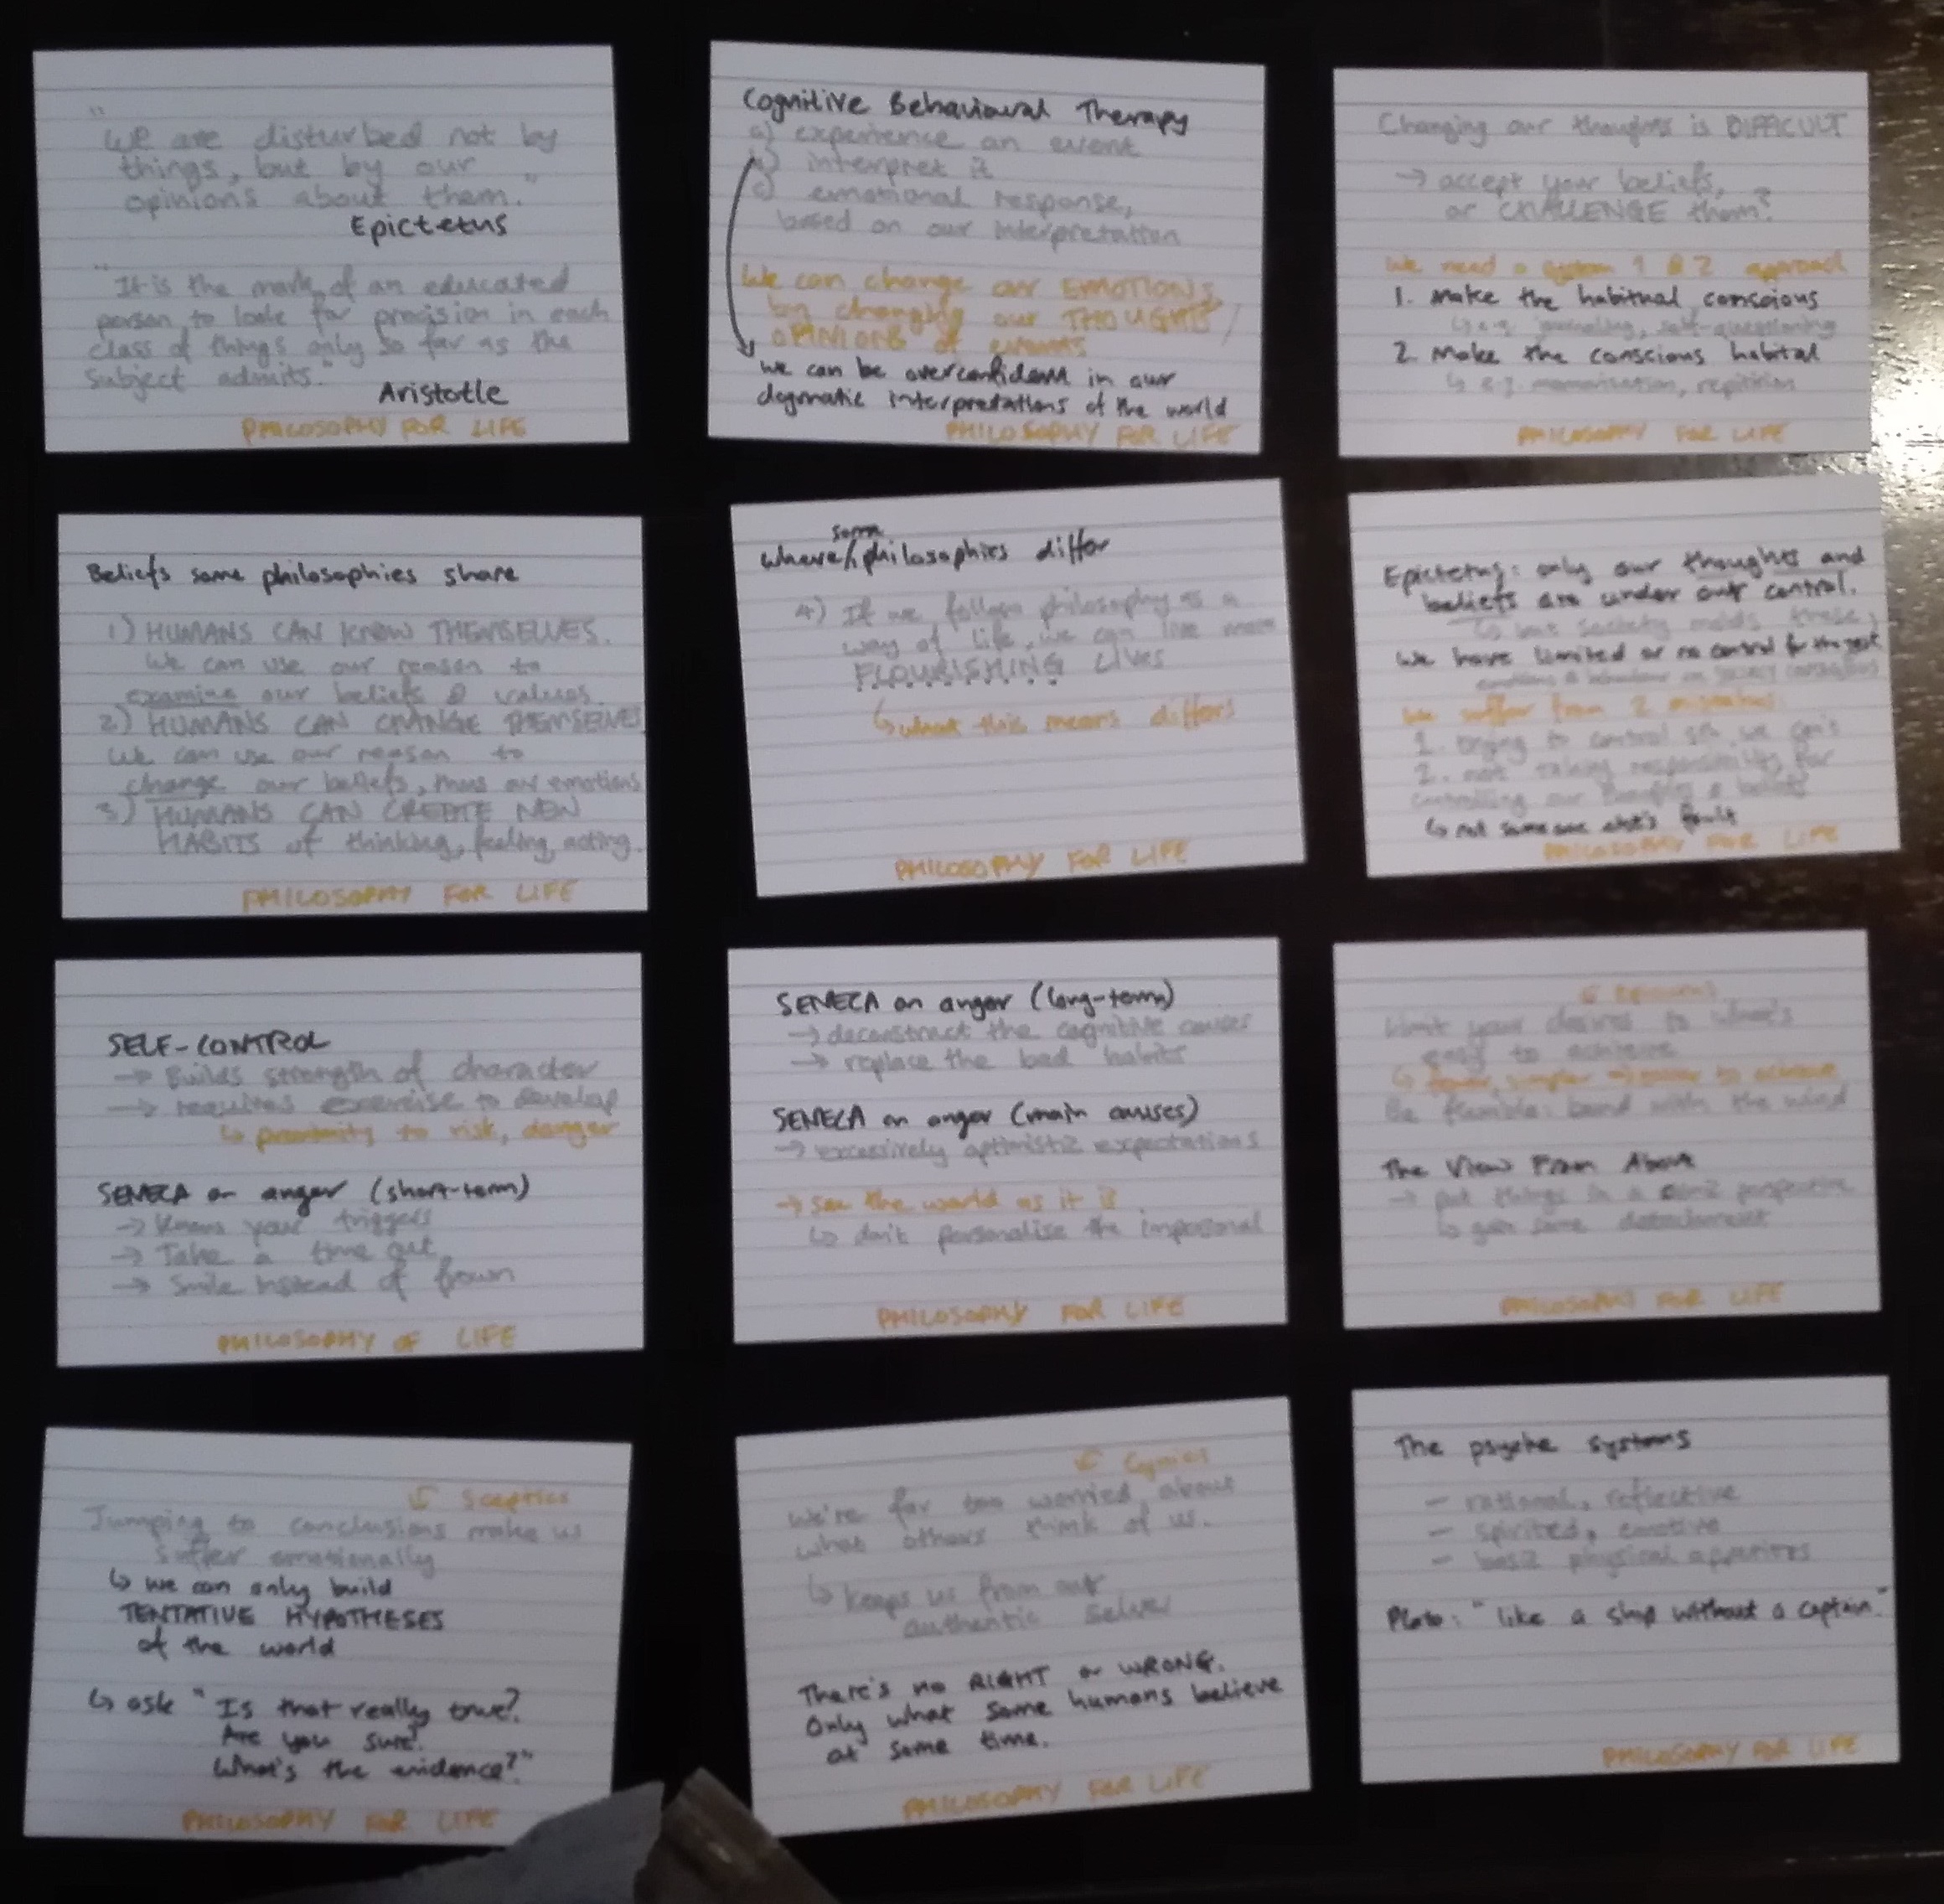 "
We are disturbed not by
things, but by our
opinions about them."
Epictetus
"It is the mark of an educated
person to look for precision in each
class of things only so far as the
subject admits."
Aristotle
PHILOSOPHY FOR LIFE
Cognitive Behavioural Therapy
a) experience an event
b) interpret it
c) emotional response,
based on our interpretation
We can change our EMOTIONS
by changing our THOUGHTS/
OPINIONS of events
we can be overconfident in our
dogmatic interpretations of the world
PHILOSOPHY FOR LIFE
Changing our thoughts is DIFFICULT
→ accept your beliefs,
or CHALLENGE them?
We need a system 1 & 2 approach
1. Make the habitual conscious
↳ e.g. journaling, self-questioning
2. Make the conscious habital
↳ e.g. memorisation, repitition
PHILOSOPHY FOR LIFE
Beliefs some philosophies share
1) HUMANS CAN KNOW THEMSELVES.
We can use our reason to
examine our beliefs & values.
2) HUMANS CAN CHANGE THEMSELVES
We can use our reason to
change our beliefs, thus our emotions
3) HUMANS CAN CREATE NEW
HABITS of thinking, feeling, acting.
PHILOSOPHY FOR LIFE
some
where philosophies differ
4) If we follow philosophy as a
way of life, we can live more
FLOURISHING LIVES
↳ what this means differs
PHILOSOPHY FOR LIFE
Epictetus: only our thoughts and
beliefs are under our control.
↳ but society molds these,
We have limited or no control for the rest
emotions & behaviour
We suffer from 2 mistakes:
1. trying to control sth we can't
2. not taking responsibility for
controlling our thoughts & beliefs
↳ not someone else's fault
PHILOSOPHY FOR LIFE
SELF-CONTROL
→ Builds strength of character
→ requires exercise to develop
↳ proximity to risk, danger
SENECA on anger (short-term)
→ Know your triggers
→ Take a time out
→ Smile instead of frown
PHILOSOPHY OF LIFE
SENECA on anger (long-term)
→ deconstruct the cognitive causes
→ replace the bad habits
SENECA on anger (main causes)
→ excessively optimistic expectations
→ see the world as it is
↳ don't personalise the impersonal
PHILOSOPHY FOR LIFE
Epicurus
Limit your desires to what's
easy to achieve
↳ fewer, simpler → easier to achieve
Be flexible: bend with the wind
The View From Above
→ put things in a cosmic perspective
↳ gain some detachment
PHILOSOPHY FOR LIFE
Sceptics
Jumping to conclusions make us
suffer emotionally
↳ we can only build
TENTATIVE HYPOTHESES
of the world
↳ ask "Is that really true?
Are you sure?
What's the evidence?"
PHILOSOPHY FOR LIFE
Cynics
We're far too worried about
what others think of us.
↳ keeps us from our
authentic selves
There's no RIGHT or WRONG.
Only what some humans believe
at some time.
PHILOSOPHY FOR LIFE
The psyche systems
- rational, reflective
- spirited, emotive
- basic physical appetites
Plato: "like a ship without a captain."
PHILOSOPHY FOR LIFE